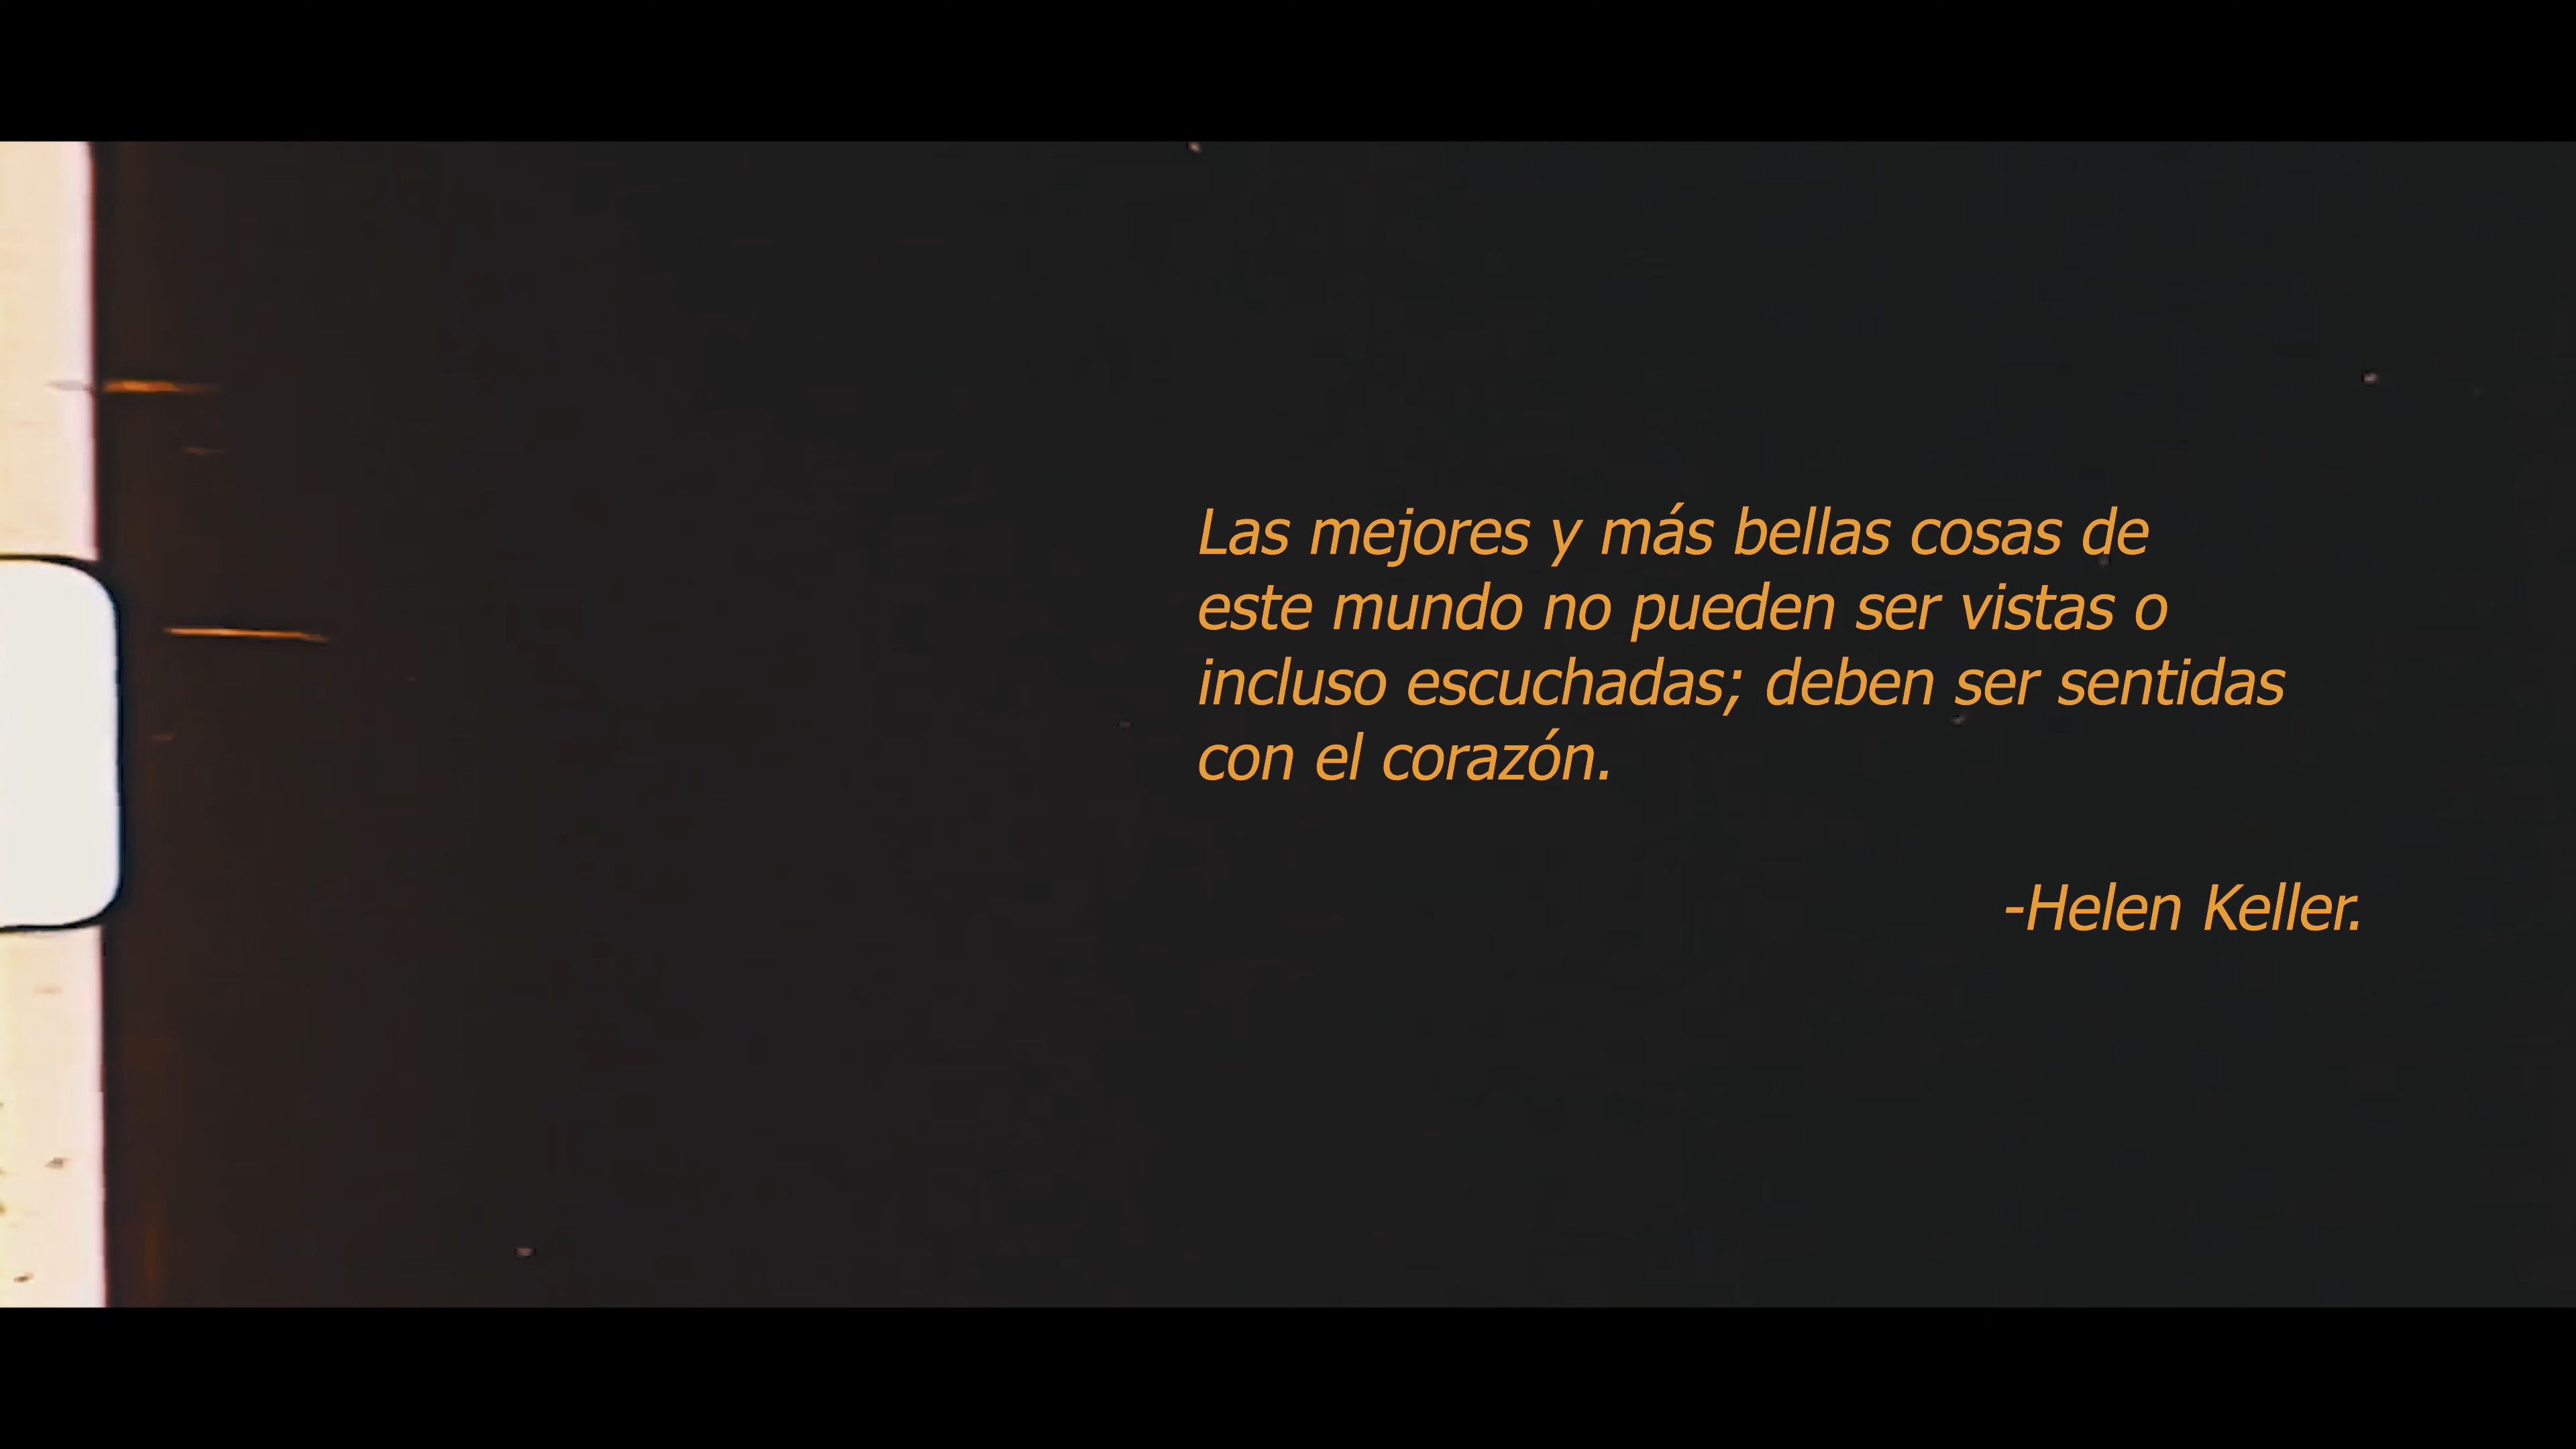 Las mejores y más bellas cosas de
este mundo no pueden ser vistas o
incluso escuchadas; deben ser sentidas
con el corazón.
-Helen Keller.